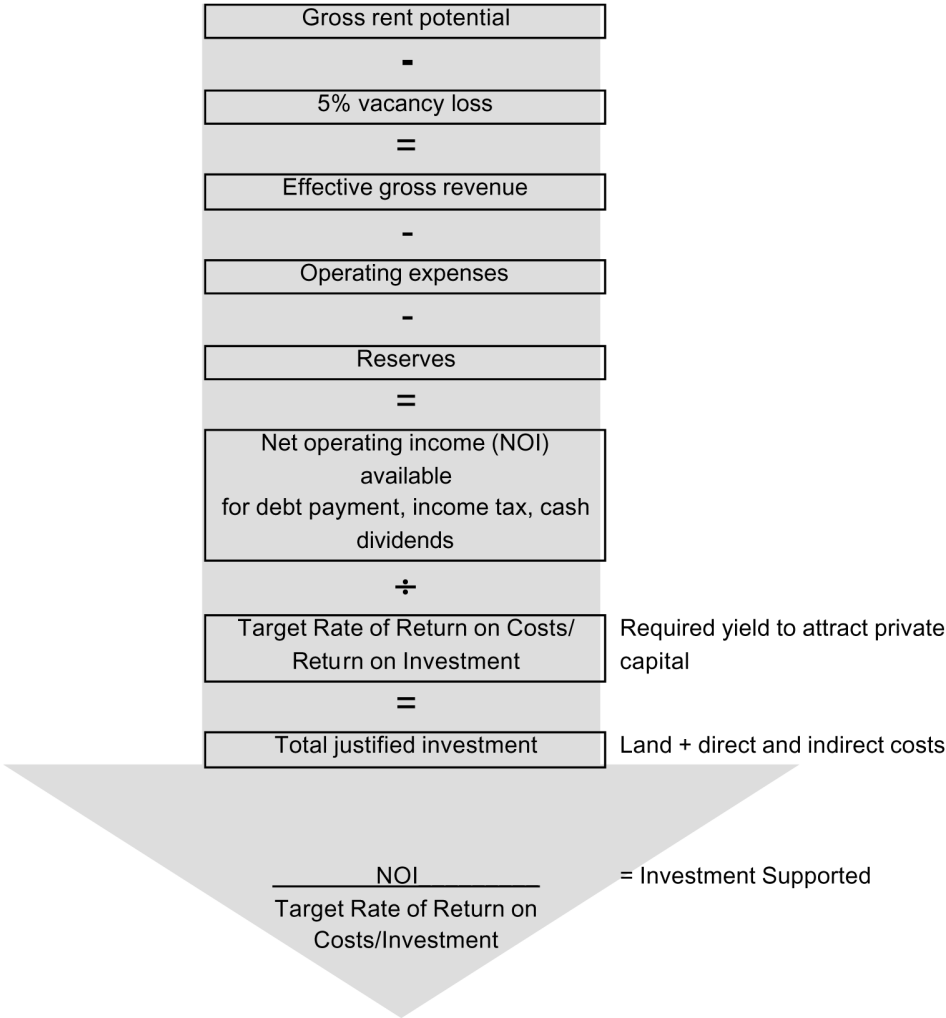 Gross rent potential
-
5% vacancy loss
=
Effective gross revenue
-
Operating expenses
-
Reserves
=
Net operating income (NOI)
available
for debt payment, income tax, cash
dividends
÷
Target Rate of Return on Costs/
Return on Investment
Required yield to attract private
capital
=
Total justified investment
Land + direct and indirect costs
NOI
= Investment Supported
Target Rate of Return on
Costs/Investment